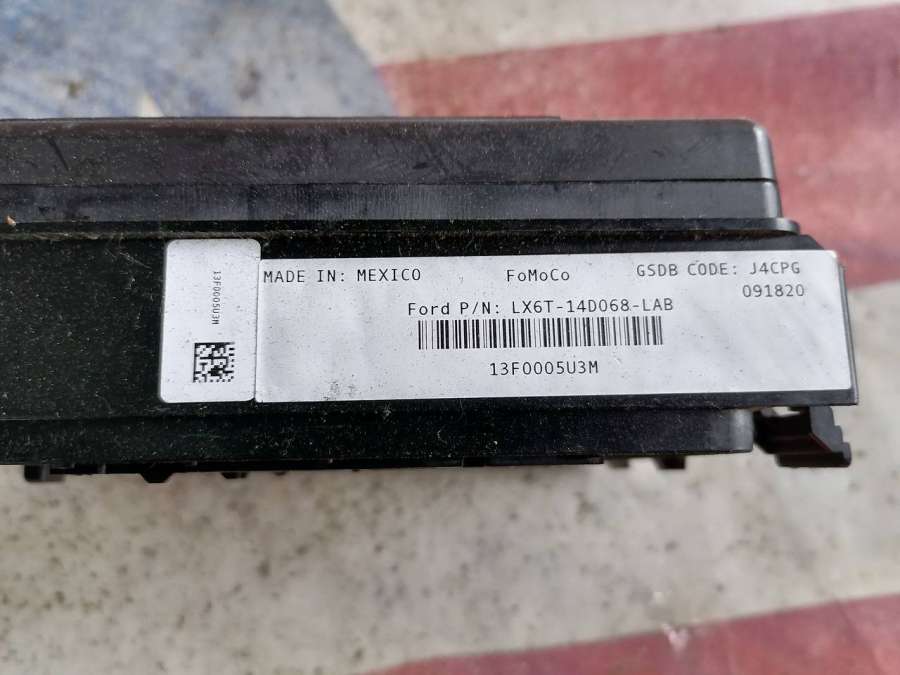 MADE IN: MEXICO FoMoCo GSDB CODE: J4CPG
091820
Ford P/N: LX6T-14D068-LAB
13F0005U3M
13F0005U3M